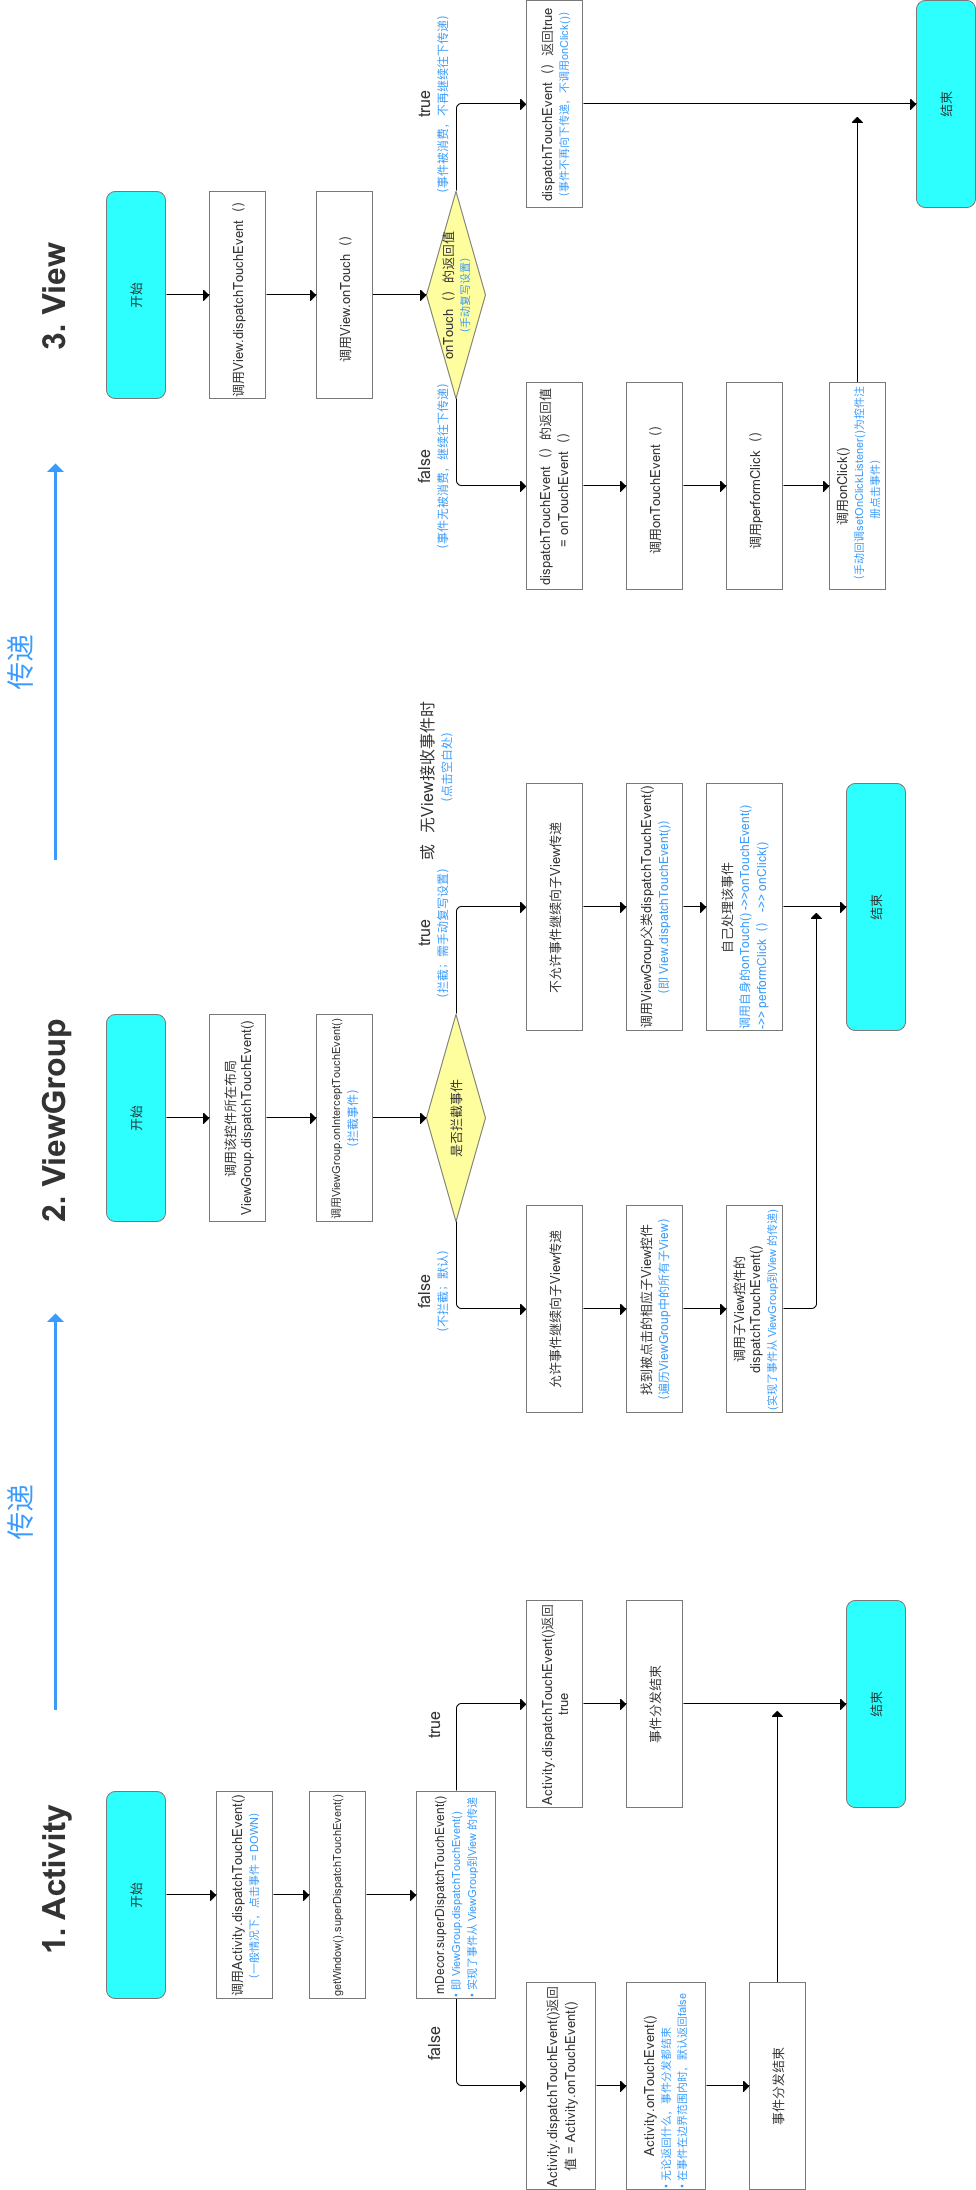 1. Activity
传递
2. ViewGroup
传递
3. View
开始
调用Activity.dispatchTouchEvent()
（一般情况下，点击事件 = DOWN）
getWindow().superDispatchTouchEvent()
mDecor.superDispatchTouchEvent()
• 即 ViewGroup.dispatchTouchEvent()
• 实现了事件从 ViewGroup到View 的传递
false
true
Activity.dispatchTouchEvent()返回
值 = Activity.onTouchEvent()
Activity.onTouchEvent()
• 无论返回什么，事件分发都结束
• 在事件在边界范围内时，默认返回false
事件分发结束
Activity.dispatchTouchEvent()返回
true
事件分发结束
结束
开始
调用该控件所在布局
ViewGroup.dispatchTouchEvent()
调用ViewGroup.onInterceptTouchEvent()
（拦截事件）
是否拦截事件
false
（不拦截；默认）
true
（拦截；需手动复写设置）
或 无View接收事件时
（点击空白处）
允许事件继续向子View传递
找到被点击的相应子View控件
（遍历ViewGroup中的所有子View）
调用子View控件的
dispatchTouchEvent()
（实现了事件从 ViewGroup到View 的传递）
不允许事件继续向子View传递
调用ViewGroup父类dispatchTouchEvent()
（即 View.dispatchTouchEvent()）
自己处理该事件
调用自身的onTouch() ->>onTouchEvent()
->> performClick（） ->> onClick()
结束
开始
调用View.dispatchTouchEvent（）
调用View.onTouch（）
onTouch（）的返回值
（手动复写设置）
false
（事件无被消费，继续往下传递）
true
（事件被消费，不再继续往下传递）
dispatchTouchEvent（）的返回值
= onTouchEvent（）
调用onTouchEvent（）
调用performClick（）
调用onClick()
（手动回调setOnClickListener()为控件注
册点击事件）
dispatchTouchEvent（）返回true
（事件不再向下传递，不调用onClick()）
结束